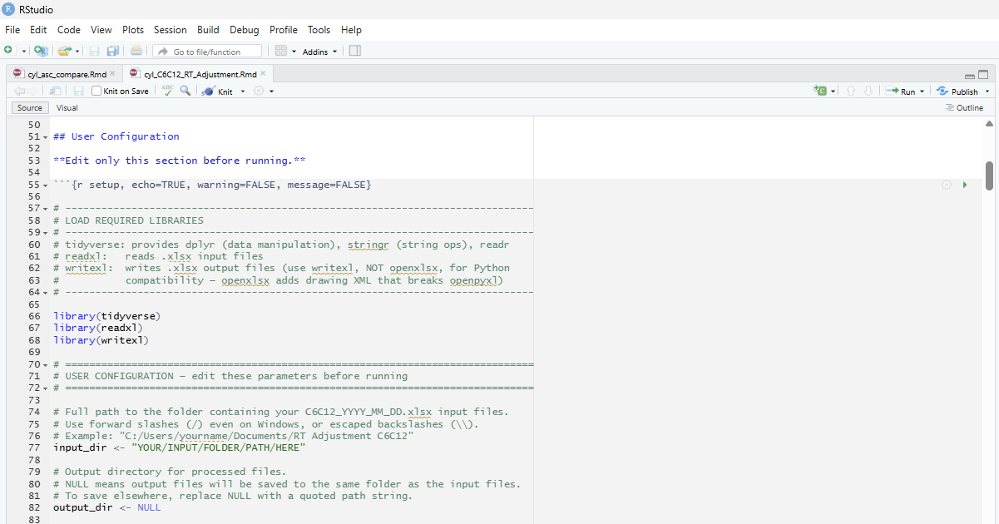 RStudio
File Edit Code View Plots Session Build Debug Profile Tools Help
Go to file/function Addins
cyl_asc_compare.Rmd cyl_C6C12_RT_Adjustment.Rmd
Knit on Save ABC Knit Run Publish
Source Visual Outline
50
51 ## User Configuration
52
53 **Edit only this section before running.**
54
55 ```{r setup, echo=TRUE, warning=FALSE, message=FALSE}
56
57 # ------------------------------------------------------------------------------
58 # LOAD REQUIRED LIBRARIES
59 # ------------------------------------------------------------------------------
60 # tidyverse: provides dplyr (data manipulation), stringr (string ops), readr
61 # readxl:   reads .xlsx input files
62 # writexl:  writes .xlsx output files (use writexl, NOT openxlsx, for Python
63 #           compatibility — openxlsx adds drawing XML that breaks openpyxl)
64 # ------------------------------------------------------------------------------
65
66 library(tidyverse)
67 library(readxl)
68 library(writexl)
69
70 # ==============================================================================
71 # USER CONFIGURATION — edit these parameters before running
72 # ==============================================================================
73
74 # Full path to the folder containing your C6C12_YYYY_MM_DD.xlsx input files.
75 # Use forward slashes (/) even on Windows, or escaped backslashes (\\).
76 # Example: "C:/Users/yourname/Documents/RT Adjustment C6C12"
77 input_dir <- "YOUR/INPUT/FOLDER/PATH/HERE"
78
79 # Output directory for processed files.
80 # NULL means output files will be saved to the same folder as the input files.
81 # To save elsewhere, replace NULL with a quoted path string.
82 output_dir <- NULL
83